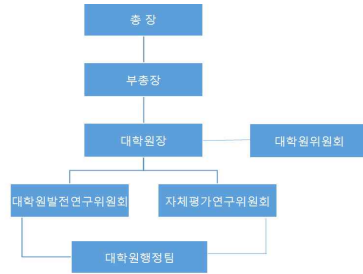 총 장
부총장
대학원장
대학원위원회
대학원발전연구위원회
자체평가연구위원회
대학원행정팀